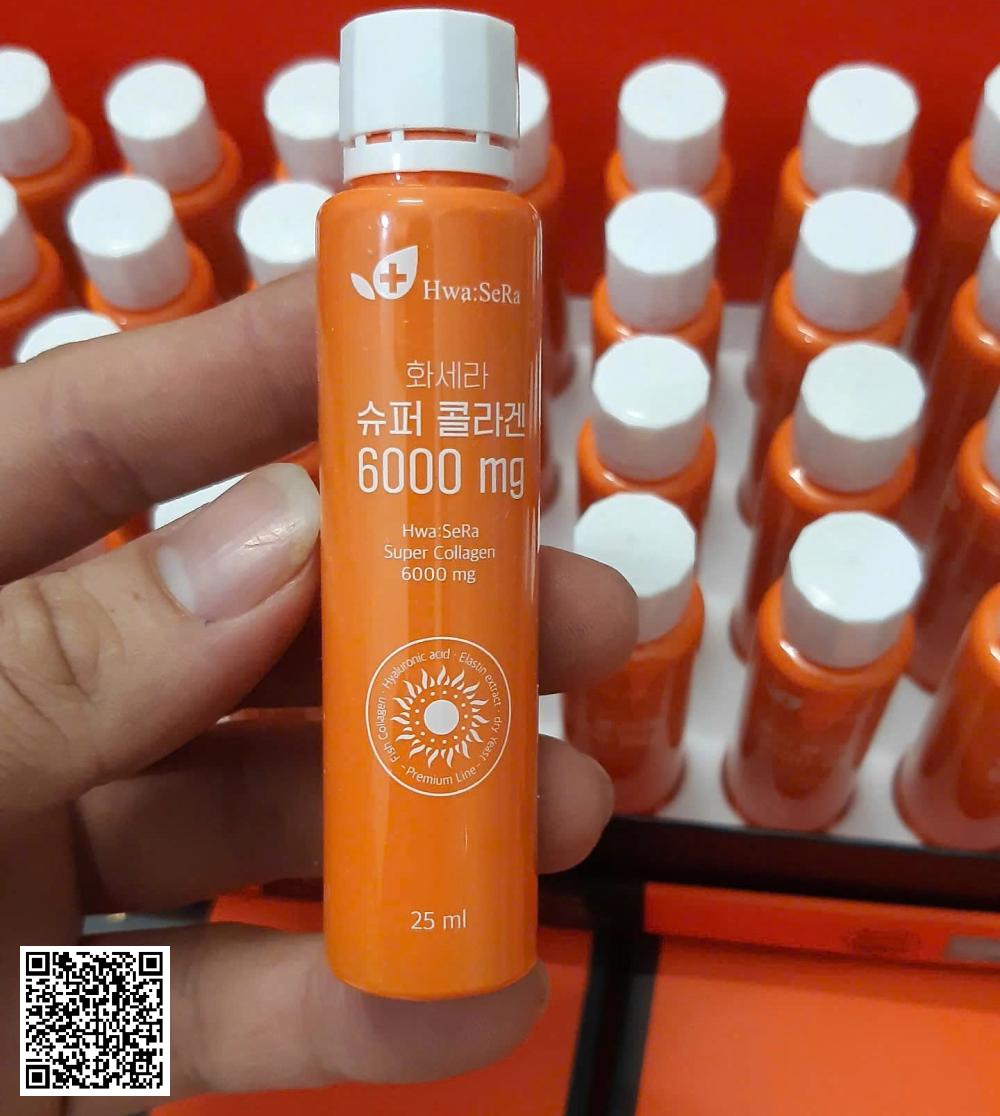 Hwa:SeRa
화세라
슈퍼 콜라겐
6000 mg
Hwa:SeRa
Super Collagen
6000 mg
Fish Collagen · Hyaluronic acid · Elastin extract · dry Yeast
- Premium Line -
25 ml